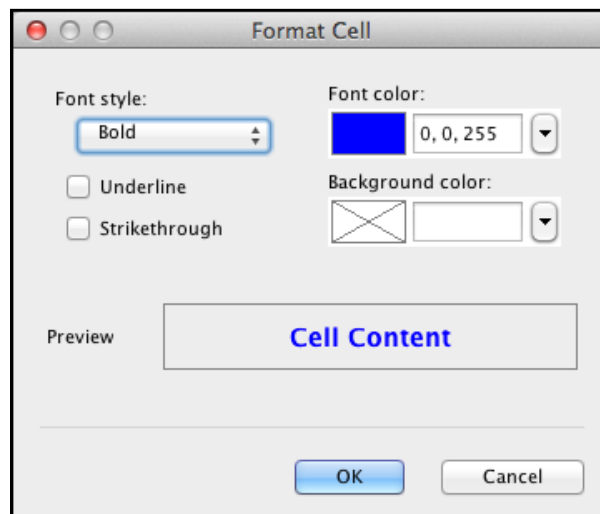 Format Cell
Font style:
Font color:
Bold
0, 0, 255
Underline
Background color:
Strikethrough
Preview
Cell Content
OK
Cancel